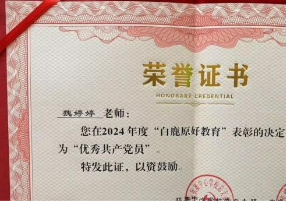 荣誉证书
HONORARY CREDENTIAL
魏婷婷 老师：
您在2024年度“白鹿原好教育”表彰的决定
为“优秀共产党员”。
特发此证，以资鼓励。